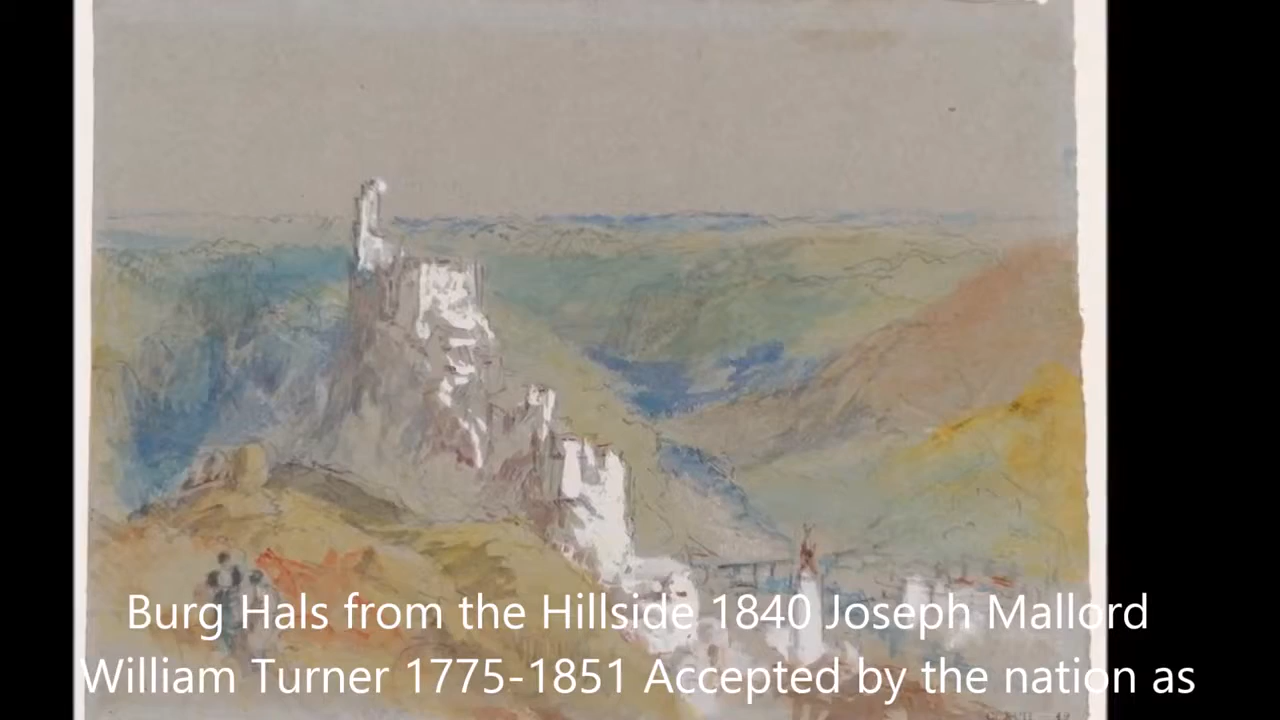 Burg Hals from the Hillside 1840 Joseph Mallord
William Turner 1775-1851 Accepted by the nation as